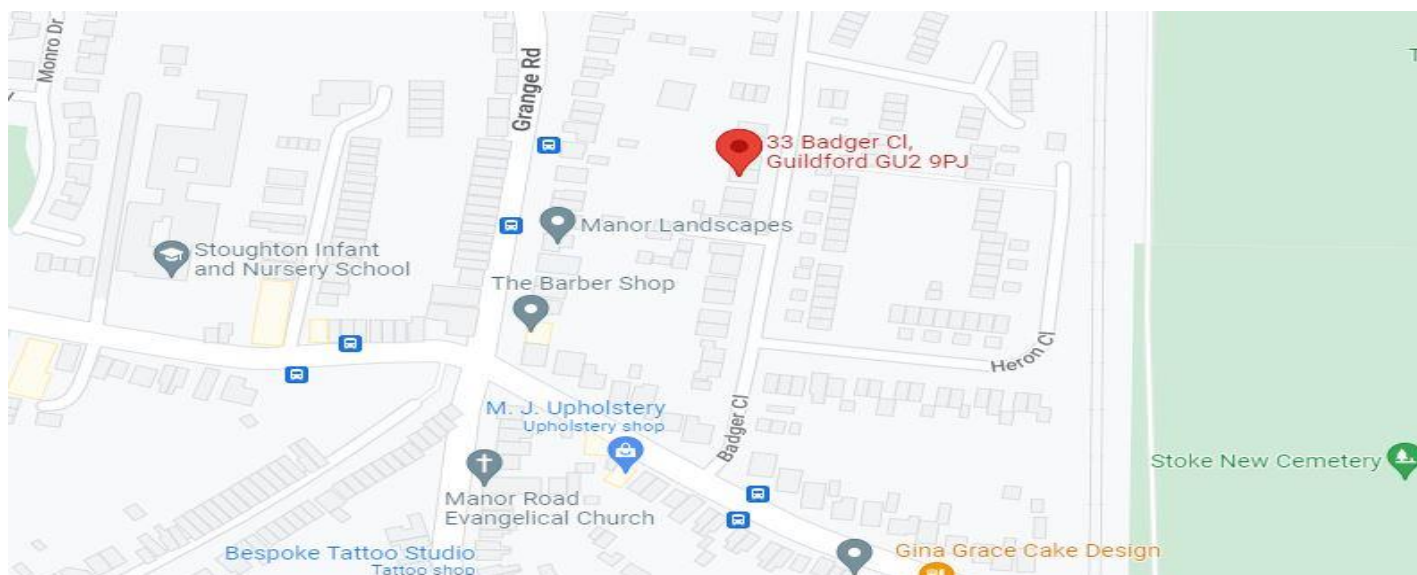 Monro Dr
Grange Rd
33 Badger Cl,
Guildford GU2 9PJ
Manor Landscapes
Stoughton Infant
and Nursery School
The Barber Shop
Heron Cl
M. J. Upholstery
Upholstery shop
Badger Cl
Stoke New Cemetery
Manor Road
Evangelical Church
Bespoke Tattoo Studio
Tattoo shop
Gina Grace Cake Design